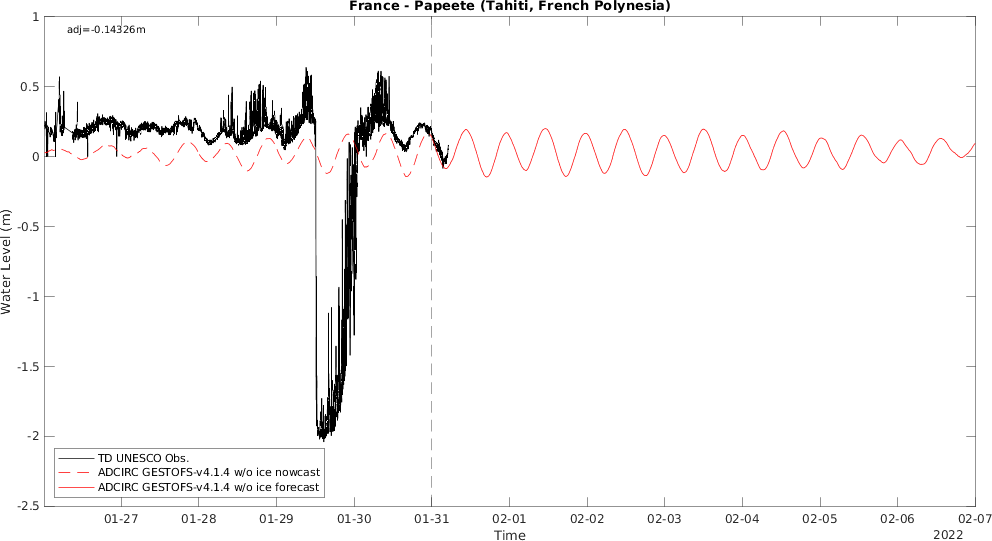 France - Papeete (Tahiti, French Polynesia)
adj=-0.14326m
1
0.5
0
-0.5
-1
-1.5
-2
-2.5
Water Level (m)
TD UNESCO Obs.
ADCIRC GESTOFS-v4.1.4 w/o ice nowcast
ADCIRC GESTOFS-v4.1.4 w/o ice forecast
01-27 01-28 01-29 01-30 01-31 02-01 02-02 02-03 02-04 02-05 02-06 02-07
Time
2022